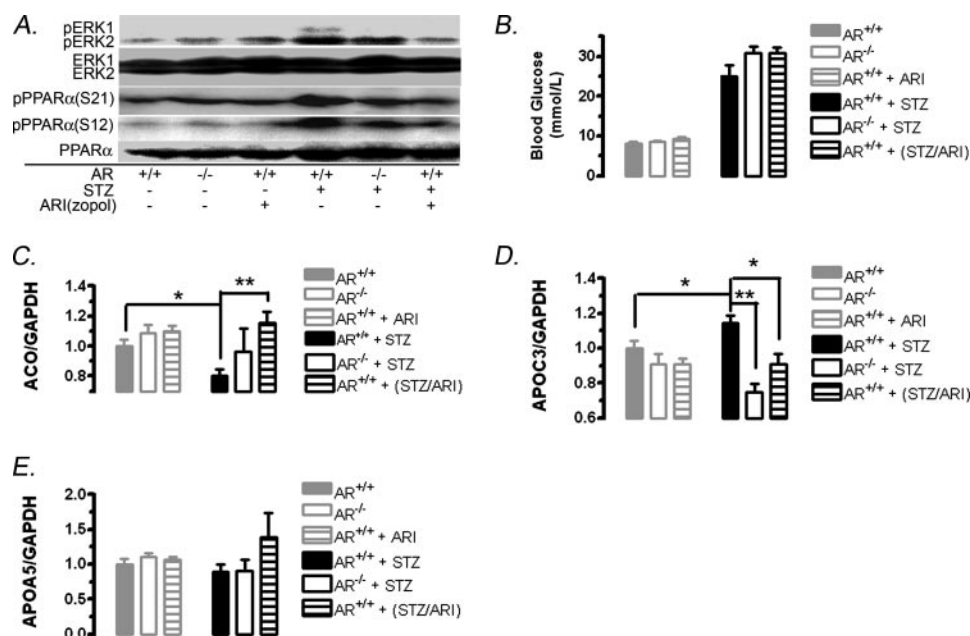 A.
pERK1
pERK2
ERK1
ERK2
pPPARα(S21)
pPPARα(S12)
PPARα
AR +/+ -/- +/+ +/+ -/- +/+
STZ - - - + + +
ARI(zopol) - - + - - +
B.
Blood Glucose
(mmol/L)
30
20
10
0
AR+/+
AR-/-
AR+/+ + ARI
AR+/+ + STZ
AR-/- + STZ
AR+/+ + (STZ/ARI)
C.
ACO/GAPDH
1.4
1.2
1.0
0.8
*
**
AR+/+
AR-/-
AR+/+ + ARI
AR+/+ + STZ
AR-/- + STZ
AR+/+ + (STZ/ARI)
D.
APOC3/GAPDH
1.4
1.2
1.0
0.8
0.6
*
*
**
AR+/+
AR-/-
AR+/+ + ARI
AR+/+ + STZ
AR-/- + STZ
AR+/+ + (STZ/ARI)
E.
APOA5/GAPDH
2.0
1.5
1.0
0.5
0.0
AR+/+
AR-/-
AR+/+ + ARI
AR+/+ + STZ
AR-/- + STZ
AR+/+ + (STZ/ARI)